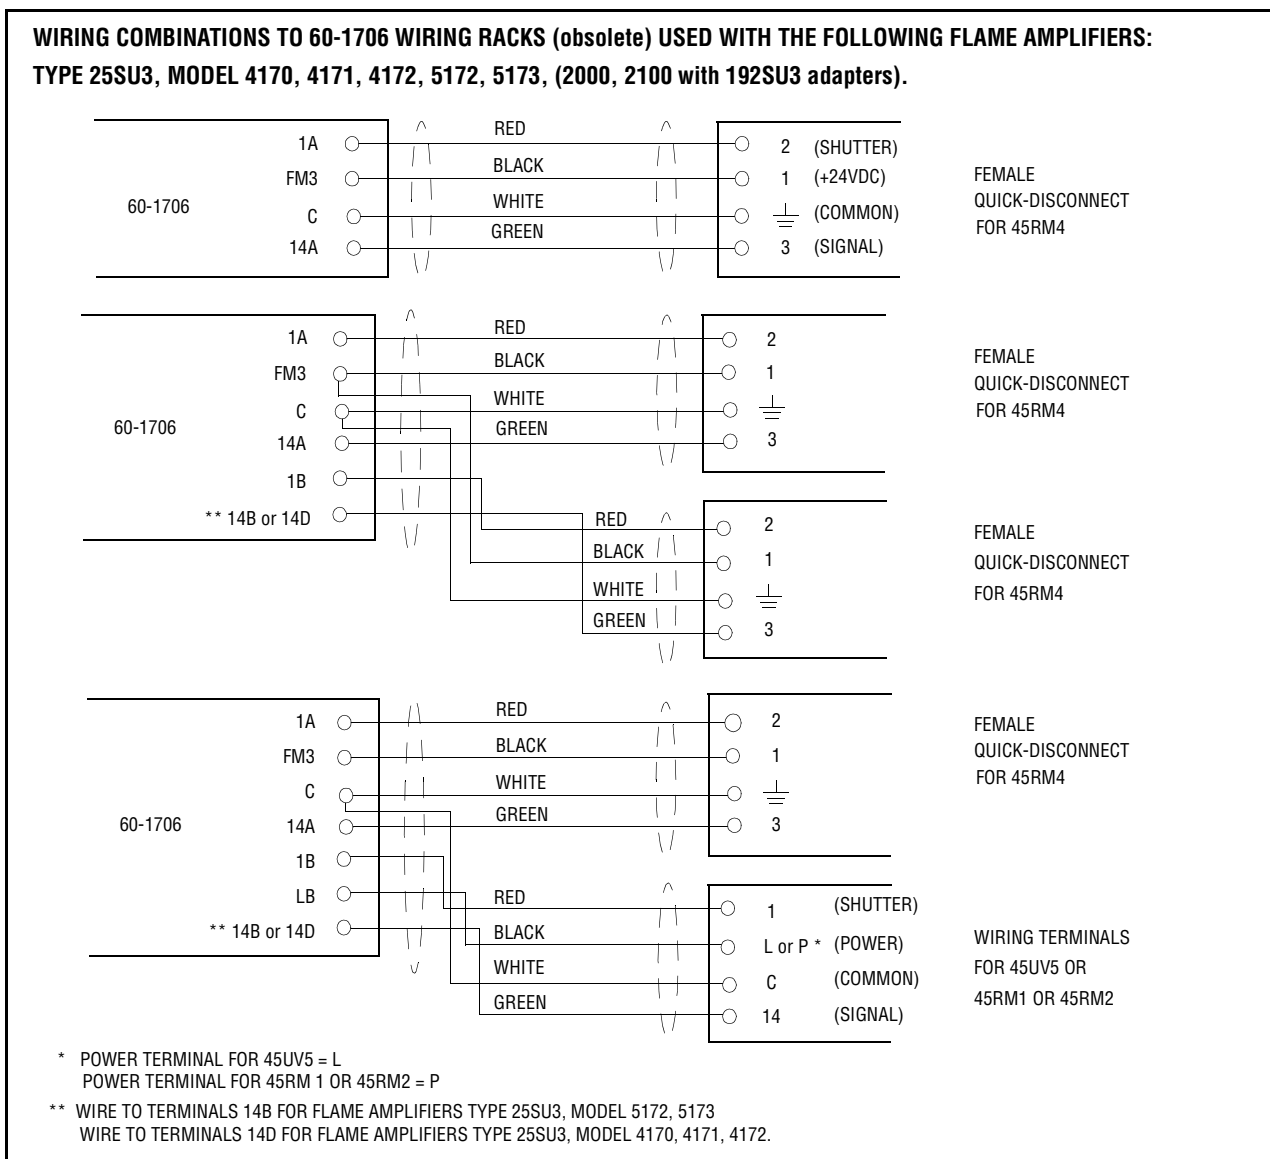 WIRING COMBINATIONS TO 60-1706 WIRING RACKS (obsolete) USED WITH THE FOLLOWING FLAME AMPLIFIERS:
TYPE 25SU3, MODEL 4170, 4171, 4172, 5172, 5173, (2000, 2100 with 192SU3 adapters).
60-1706
1A
FM3
C
14A
RED
BLACK
WHITE
GREEN
2 (SHUTTER)
1 (+24VDC)
(COMMON)
3 (SIGNAL)
FEMALE
QUICK-DISCONNECT
FOR 45RM4
60-1706
1A
FM3
C
14A
1B
** 14B or 14D
RED
BLACK
WHITE
GREEN
2
1
3
FEMALE
QUICK-DISCONNECT
FOR 45RM4
RED
BLACK
WHITE
GREEN
2
1
3
FEMALE
QUICK-DISCONNECT
FOR 45RM4
60-1706
1A
FM3
C
14A
1B
LB
** 14B or 14D
RED
BLACK
WHITE
GREEN
2
1
3
FEMALE
QUICK-DISCONNECT
FOR 45RM4
RED
BLACK
WHITE
GREEN
1 (SHUTTER)
L or P * (POWER)
C (COMMON)
14 (SIGNAL)
WIRING TERMINALS
FOR 45UV5 OR
45RM1 OR 45RM2
* POWER TERMINAL FOR 45UV5 = L
POWER TERMINAL FOR 45RM 1 OR 45RM2 = P
** WIRE TO TERMINALS 14B FOR FLAME AMPLIFIERS TYPE 25SU3, MODEL 5172, 5173
WIRE TO TERMINALS 14D FOR FLAME AMPLIFIERS TYPE 25SU3, MODEL 4170, 4171, 4172.